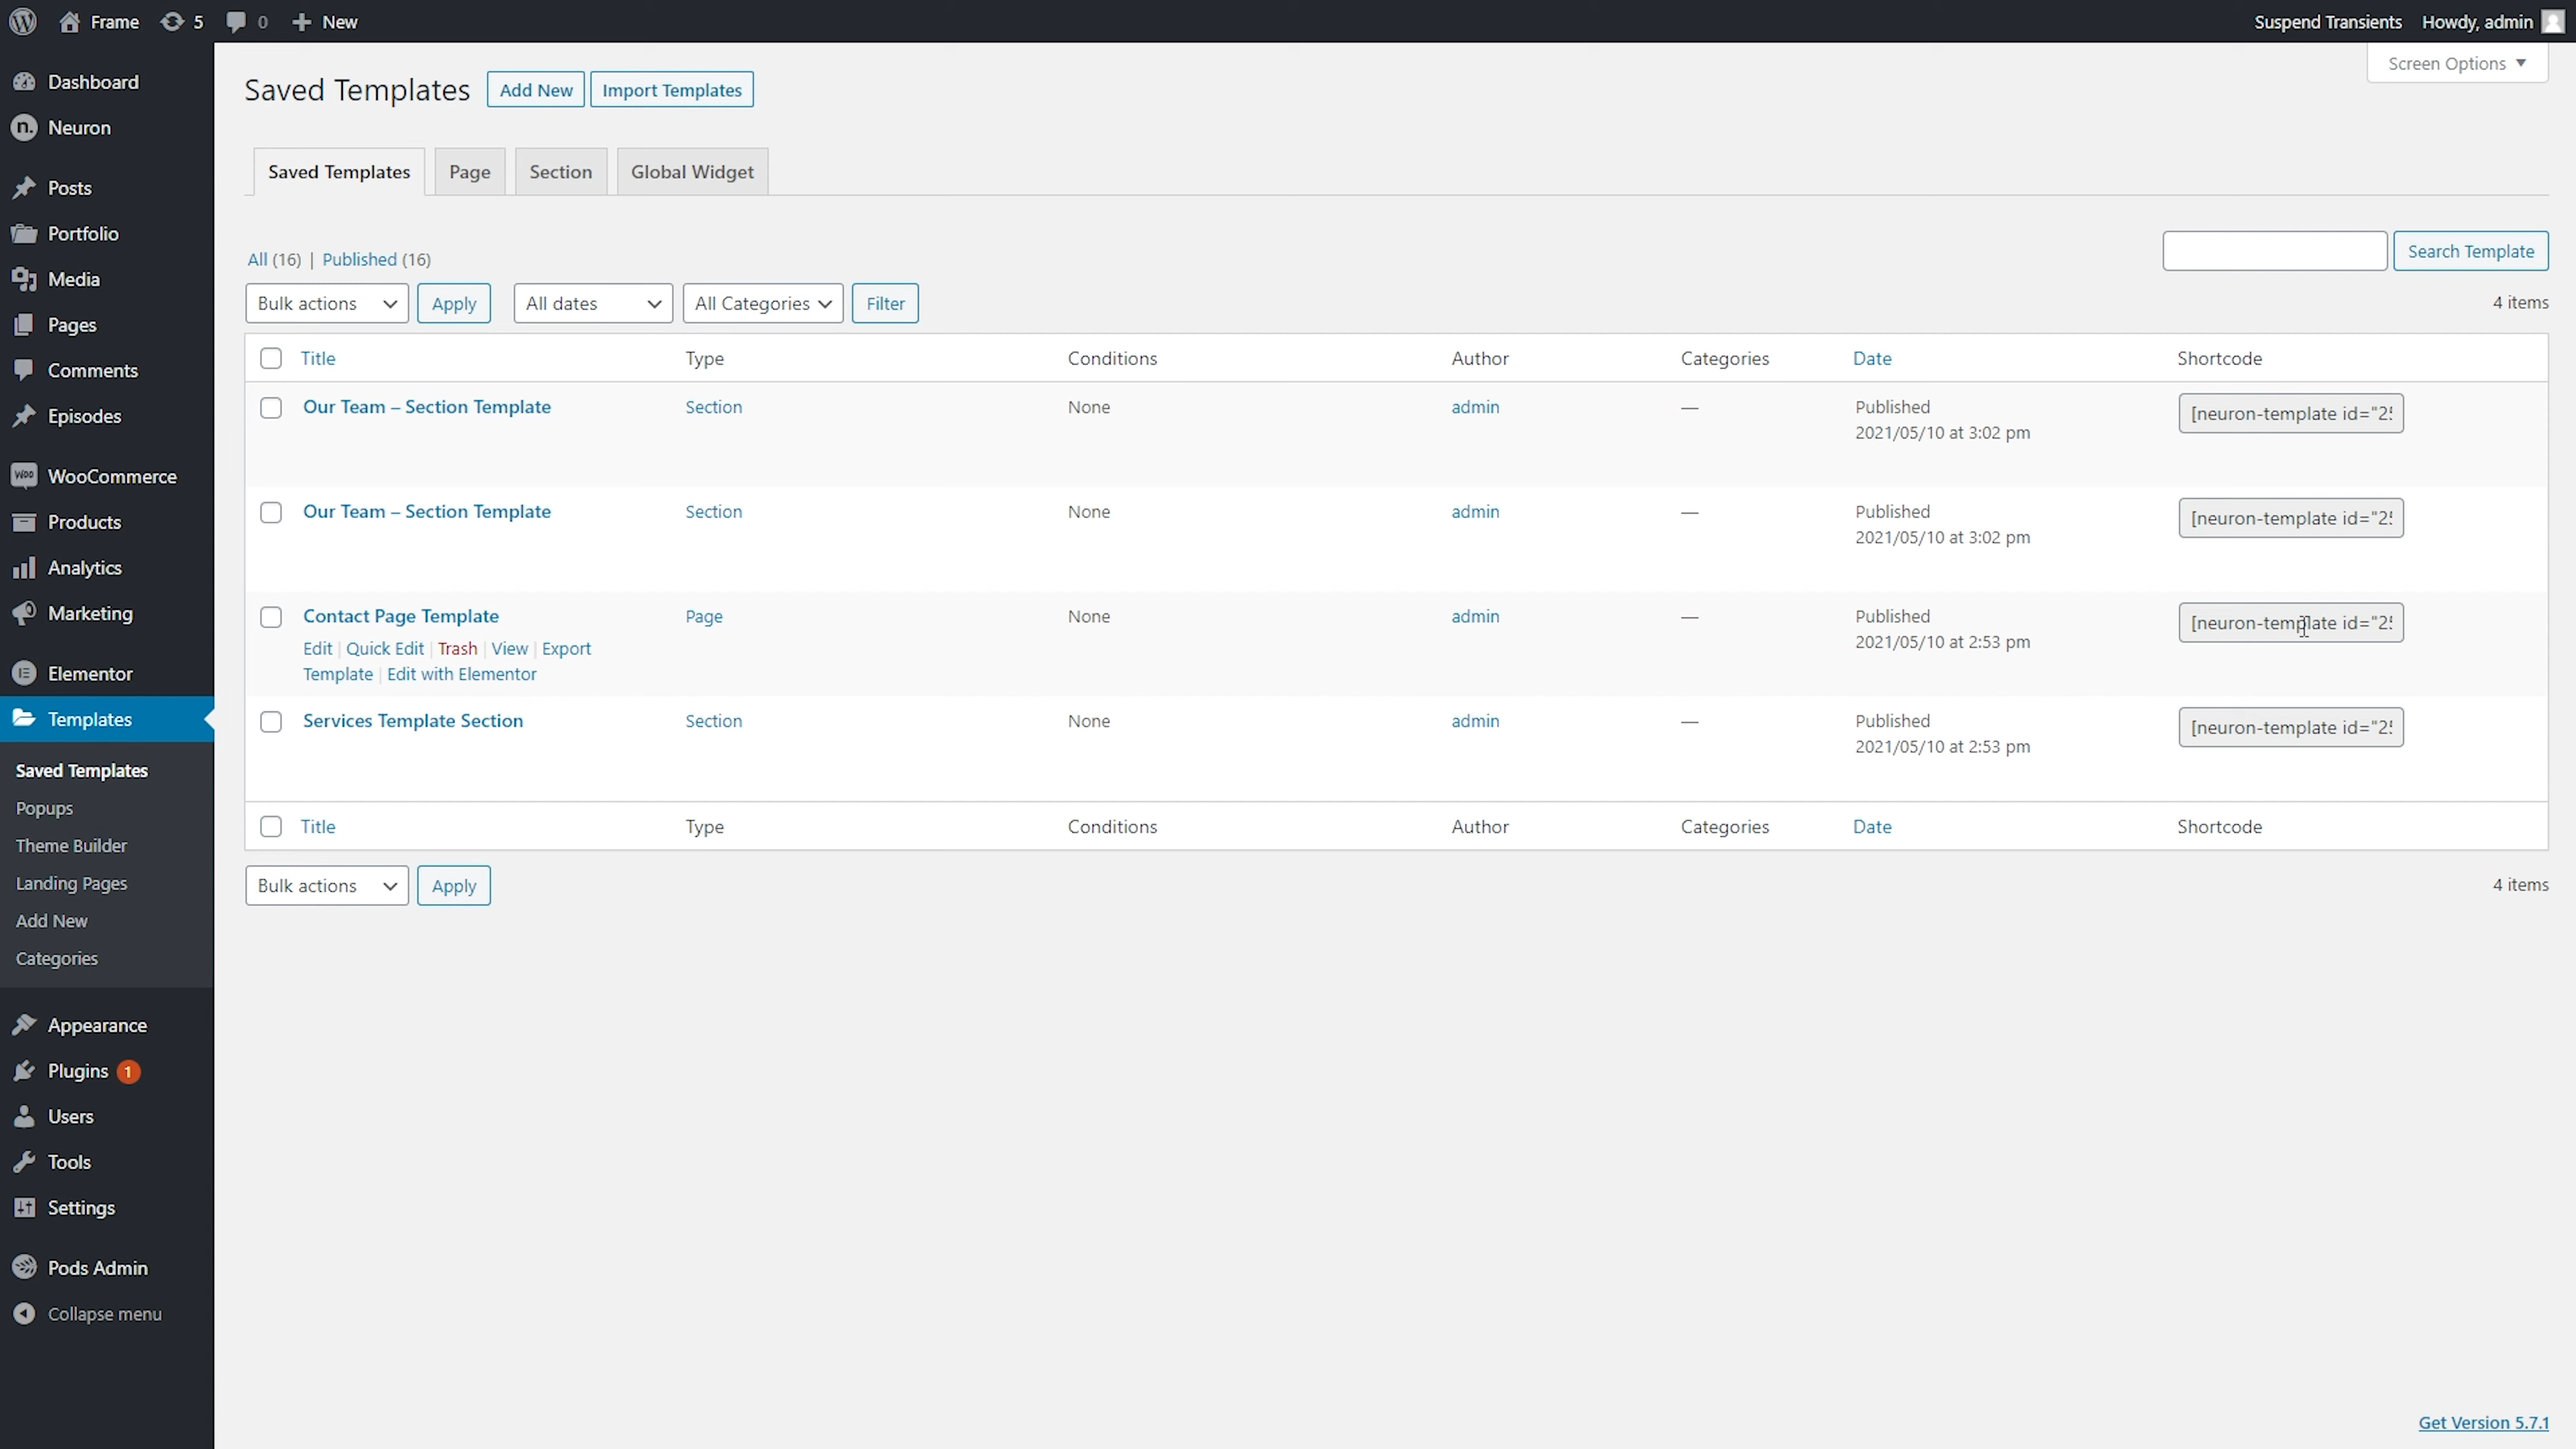 Frame 5 0 New Suspend Transients Howdy, admin
Screen Options
Dashboard
Neuron
Posts
Portfolio
Media
Pages
Comments
Episodes
WooCommerce
Products
Analytics
Marketing
Elementor
Templates
Saved Templates
Popups
Theme Builder
Landing Pages
Add New
Categories
Appearance
Plugins 1
Users
Tools
Settings
Pods Admin
Collapse menu
Saved Templates Add New Import Templates
Saved Templates Page Section Global Widget
All (16) | Published (16)
Search Template
Bulk actions Apply All dates All Categories Filter 4 items
Title Type Conditions Author Categories Date Shortcode
Our Team – Section Template Section None admin — Published [neuron-template id="25
2021/05/10 at 3:02 pm
Our Team – Section Template Section None admin — Published [neuron-template id="25
2021/05/10 at 3:02 pm
Contact Page Template Page None admin — Published [neuron-template id="25
2021/05/10 at 2:53 pm
Edit | Quick Edit | Trash | View | Export
Template | Edit with Elementor
Services Template Section Section None admin — Published [neuron-template id="25
2021/05/10 at 2:53 pm
Title Type Conditions Author Categories Date Shortcode
Bulk actions Apply 4 items
Get Version 5.7.1